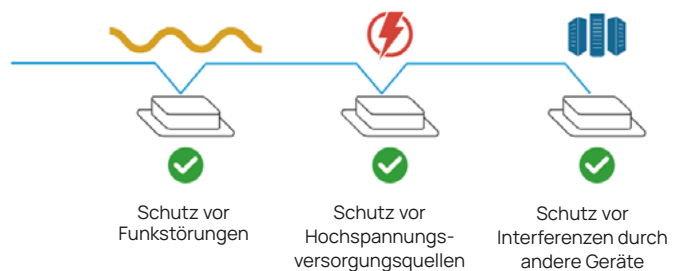 Schutz vor
Funkstörungen
Schutz vor
Hochspannungs-
versorgungsquellen
Schutz vor
Interferenzen durch
andere Geräte